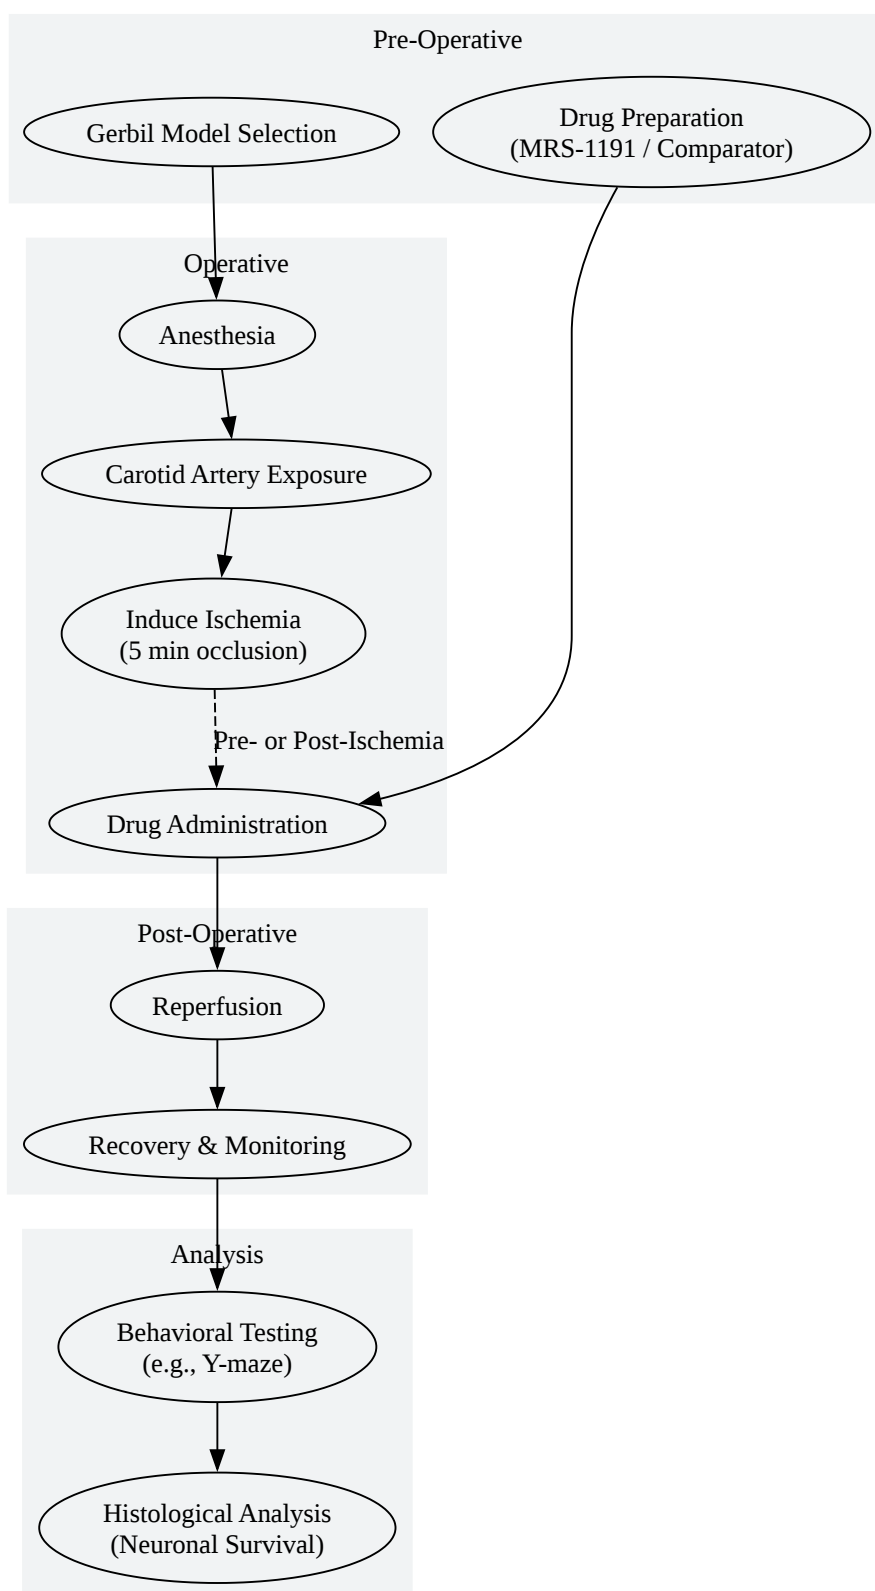 Pre-Operative
Gerbil Model Selection
Drug Preparation
(MRS-1191 / Comparator)
Operative
Anesthesia
Carotid Artery Exposure
Induce Ischemia
(5 min occlusion)
Pre- or Post-Ischemia
Drug Administration
Post-Operative
Reperfusion
Recovery & Monitoring
Analysis
Behavioral Testing
(e.g., Y-maze)
Histological Analysis
(Neuronal Survival)